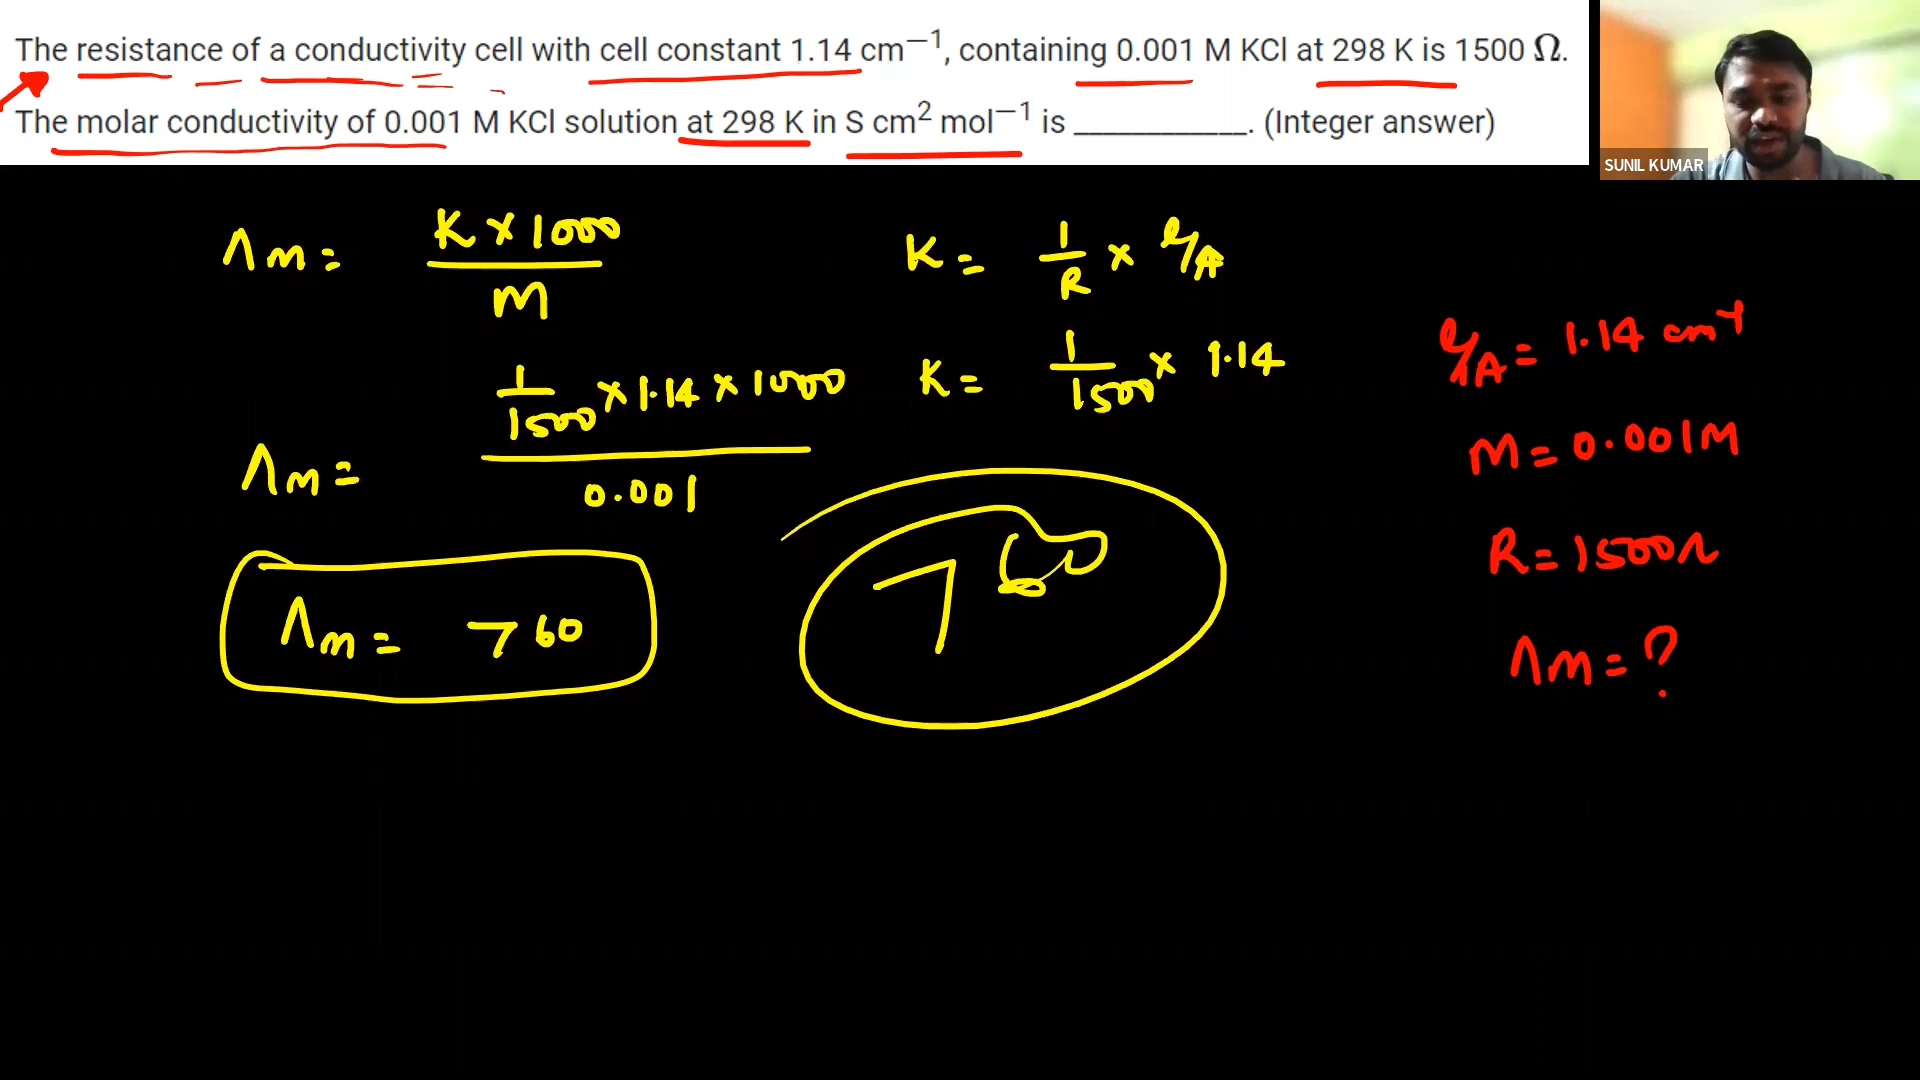 The resistance of a conductivity cell with cell constant 1.14 cm⁻¹, containing 0.001 M KCl at 298 K is 1500 Ω.
The molar conductivity of 0.001 M KCl solution at 298 K in S cm² mol⁻¹ is ____________. (Integer answer)
SUNIL KUMAR
Λm = K × 1000 / M
K = 1/R × l/A
l/A = 1.14 cm⁻¹
Λm = 1/1500 × 1.14 × 1000 / 0.001
K = 1/1500 × 1.14
M = 0.001M
R = 1500Ω
Λm = 760
760
Λm = ?